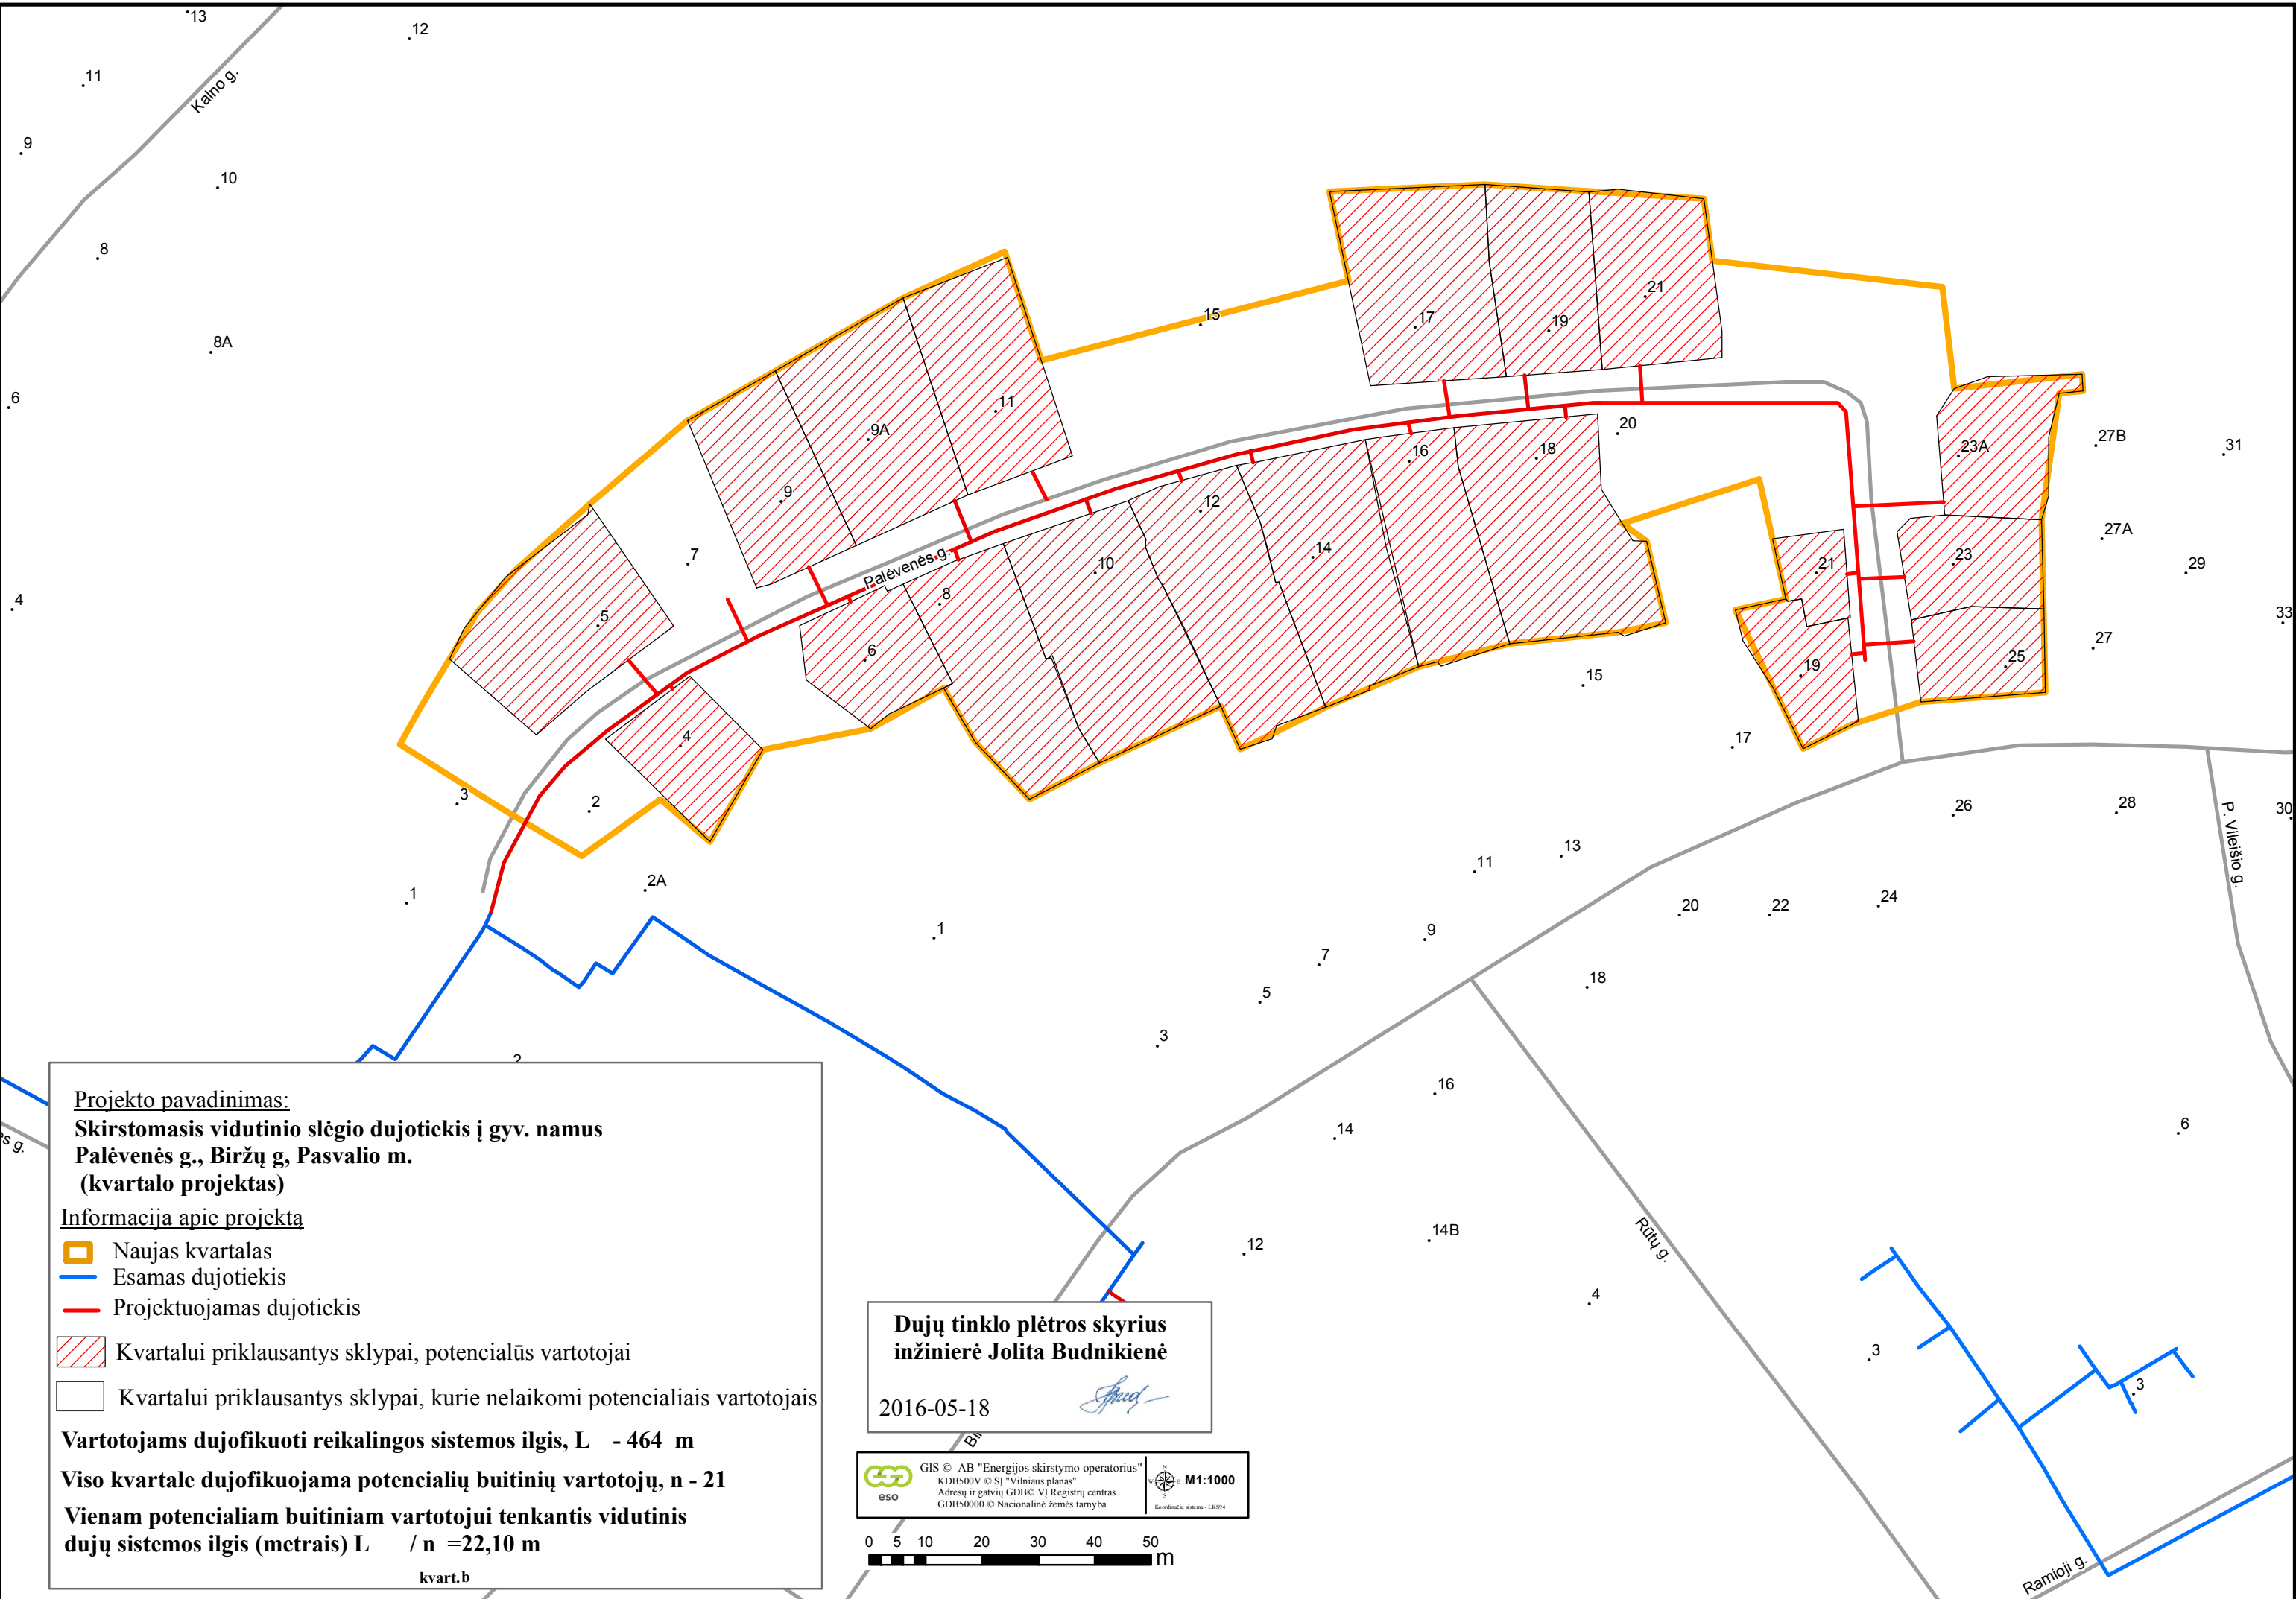 13
12
11
Kalno g.
9
10
8
8A
6
4
15
17
19
21
11
9A
9
7
5
Palėvenės g.
20
16
18
12
14
10
8
6
4
23A
27B
31
27A
29
23
21
33
27
25
19
15
17
3
2
1
2A
26
28
30
P. Vileišio g.
13
11
24
22
20
1
9
7
18
5
3
16
14
6
12
14B
Rūtų g.
4
3
3
2
Ramioji g.
es g.
Projekto pavadinimas:
Skirstomasis vidutinio slėgio dujotiekis į gyv. namus
Palėvenės g., Biržų g, Pasvalio m.
(kvartalo projektas)
Informacija apie projektą
Naujas kvartalas
Esamas dujotiekis
Projektuojamas dujotiekis
Kvartalui priklausantys sklypai, potencialūs vartotojai
Kvartalui priklausantys sklypai, kurie nelaikomi potencialiais vartotojais
Vartotojams dujofikuoti reikalingos sistemos ilgis, L - 464 m
Viso kvartale dujofikuojama potencialių buitinių vartotojų, n - 21
Vienam potencialiam buitiniam vartotojui tenkantis vidutinis
dujų sistemos ilgis (metrais) L / n =22,10 m
kvart.b
Dujų tinklo plėtros skyrius
inžinierė Jolita Budnikienė
2016-05-18
eso
GIS © AB "Energijos skirstymo operatorius"
KDB500V © SĮ "Vilniaus planas"
Adresų ir gatvių GDB© VĮ Registrų centras
GDB50000 © Nacionalinė žemės tarnyba
N
W E
S
M1:1000
Koordinačių sistema - LKS94
0 5 10 20 30 40 50
m